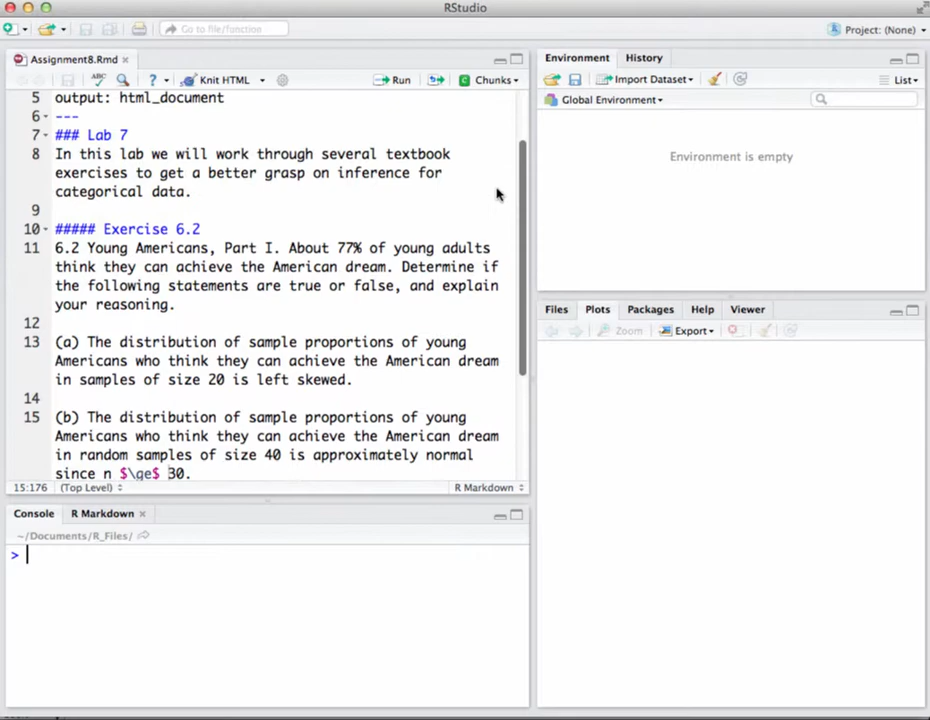 RStudio
Go to file/function
Project: (None)
Assignment8.Rmd
Environment History
ABC ? Knit HTML Run Chunks
Import Dataset List
Global Environment
Environment is empty
5 output: html_document
6 ---
7 ### Lab 7
8 In this lab we will work through several textbook
exercises to get a better grasp on inference for
categorical data.
9
10 ##### Exercise 6.2
11 6.2 Young Americans, Part I. About 77% of young adults
think they can achieve the American dream. Determine if
the following statements are true or false, and explain
your reasoning.
12
13 (a) The distribution of sample proportions of young
Americans who think they can achieve the American dream
in samples of size 20 is left skewed.
14
15 (b) The distribution of sample proportions of young
Americans who think they can achieve the American dream
in random samples of size 40 is approximately normal
since n $\ge$ 30.
15:176 (Top Level) R Markdown
Files Plots Packages Help Viewer
Zoom Export
Console R Markdown
~/Documents/R_Files/
>